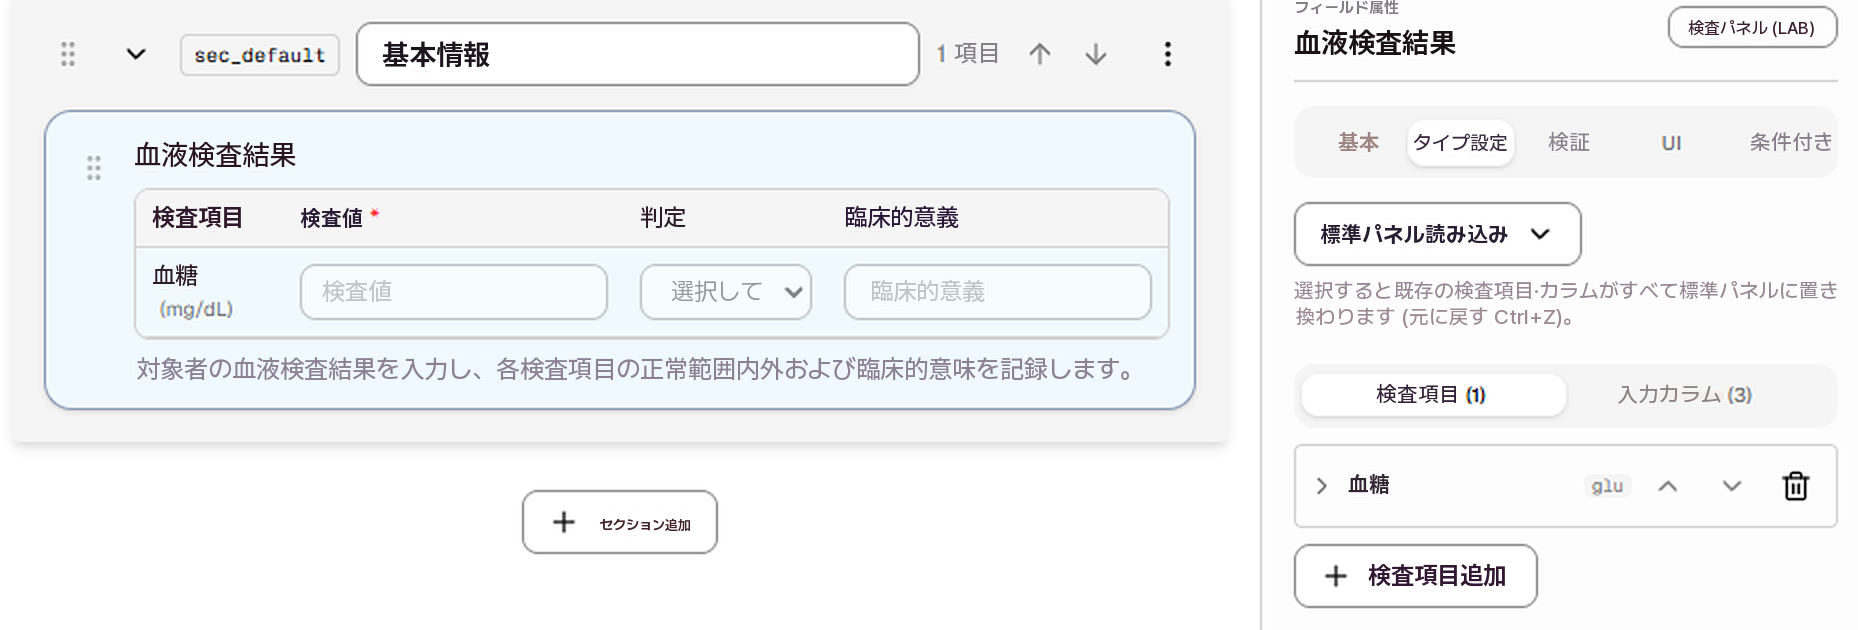 sec_default
基本情報
1 項目
血液検査結果
検査項目 検査値 * 判定 臨床的意義
血糖 検査値 選択して 臨床的意義
(mg/dL)
対象者の血液検査結果を入力し、各検査項目の正常範囲内外および臨床的意味を記録します。
セクション追加
フィールド属性
血液検査結果
検査パネル (LAB)
基本 タイプ設定 検証 UI 条件付き
標準パネル読み込み
選択すると既存の検査項目·カラムがすべて標準パネルに置き
換わります (元に戻す Ctrl+Z)。
検査項目 (1) 入力カラム (3)
血糖 glu
検査項目追加